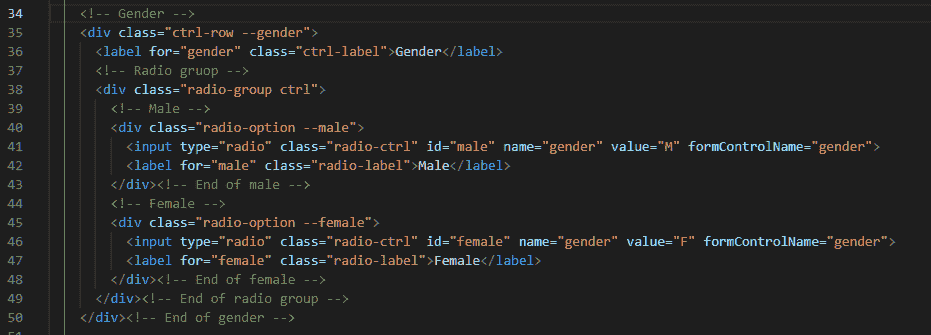 34 <!-- Gender -->
35 <div class="ctrl-row --gender">
36 <label for="gender" class="ctrl-label">Gender</label>
37 <!-- Radio gruop -->
38 <div class="radio-group ctrl">
39 <!-- Male -->
40 <div class="radio-option --male">
41 <input type="radio" class="radio-ctrl" id="male" name="gender" value="M" formControlName="gender">
42 <label for="male" class="radio-label">Male</label>
43 </div><!-- End of male -->
44 <!-- Female -->
45 <div class="radio-option --female">
46 <input type="radio" class="radio-ctrl" id="female" name="gender" value="F" formControlName="gender">
47 <label for="female" class="radio-label">Female</label>
48 </div><!-- End of female -->
49 </div><!-- End of radio group -->
50 </div><!-- End of gender -->
51